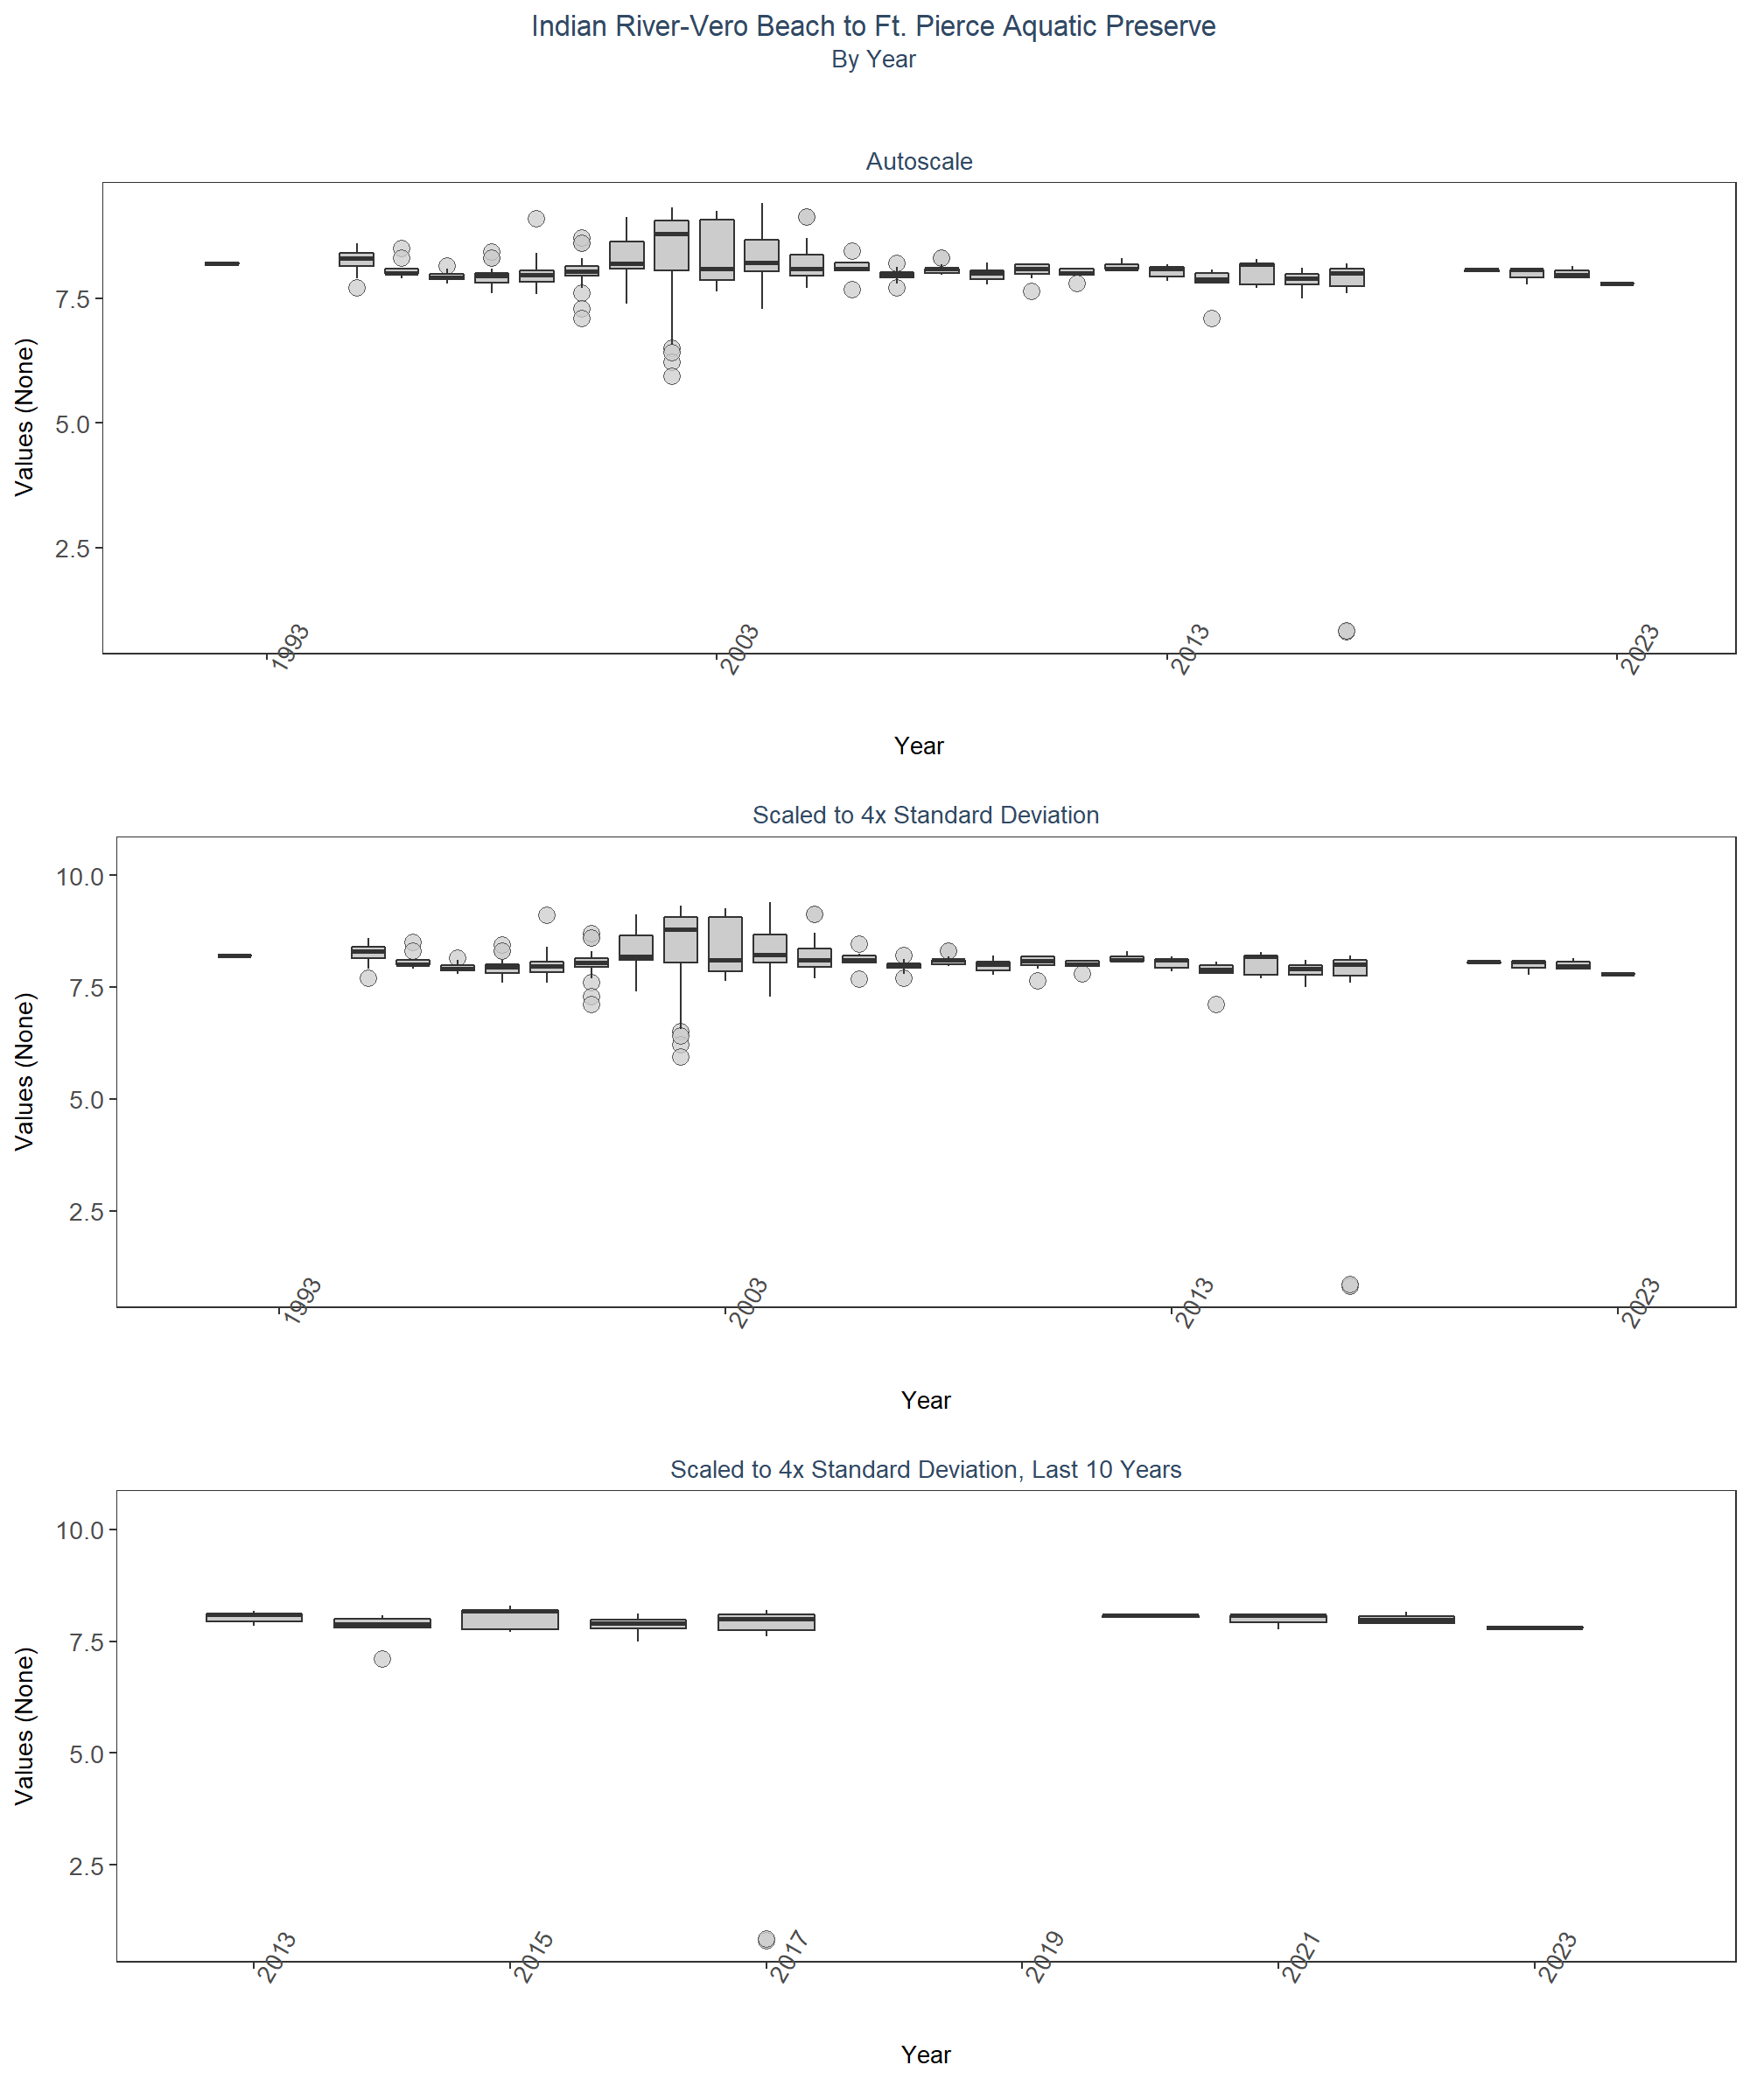 Indian River-Vero Beach to Ft. Pierce Aquatic Preserve
By Year
Autoscale
Values (None)
7.5
5.0
2.5
1993
2003
2013
2023
Year
Scaled to 4x Standard Deviation
Values (None)
10.0
7.5
5.0
2.5
1993
2003
2013
2023
Year
Scaled to 4x Standard Deviation, Last 10 Years
Values (None)
10.0
7.5
5.0
2.5
2013
2015
2017
2019
2021
2023
Year